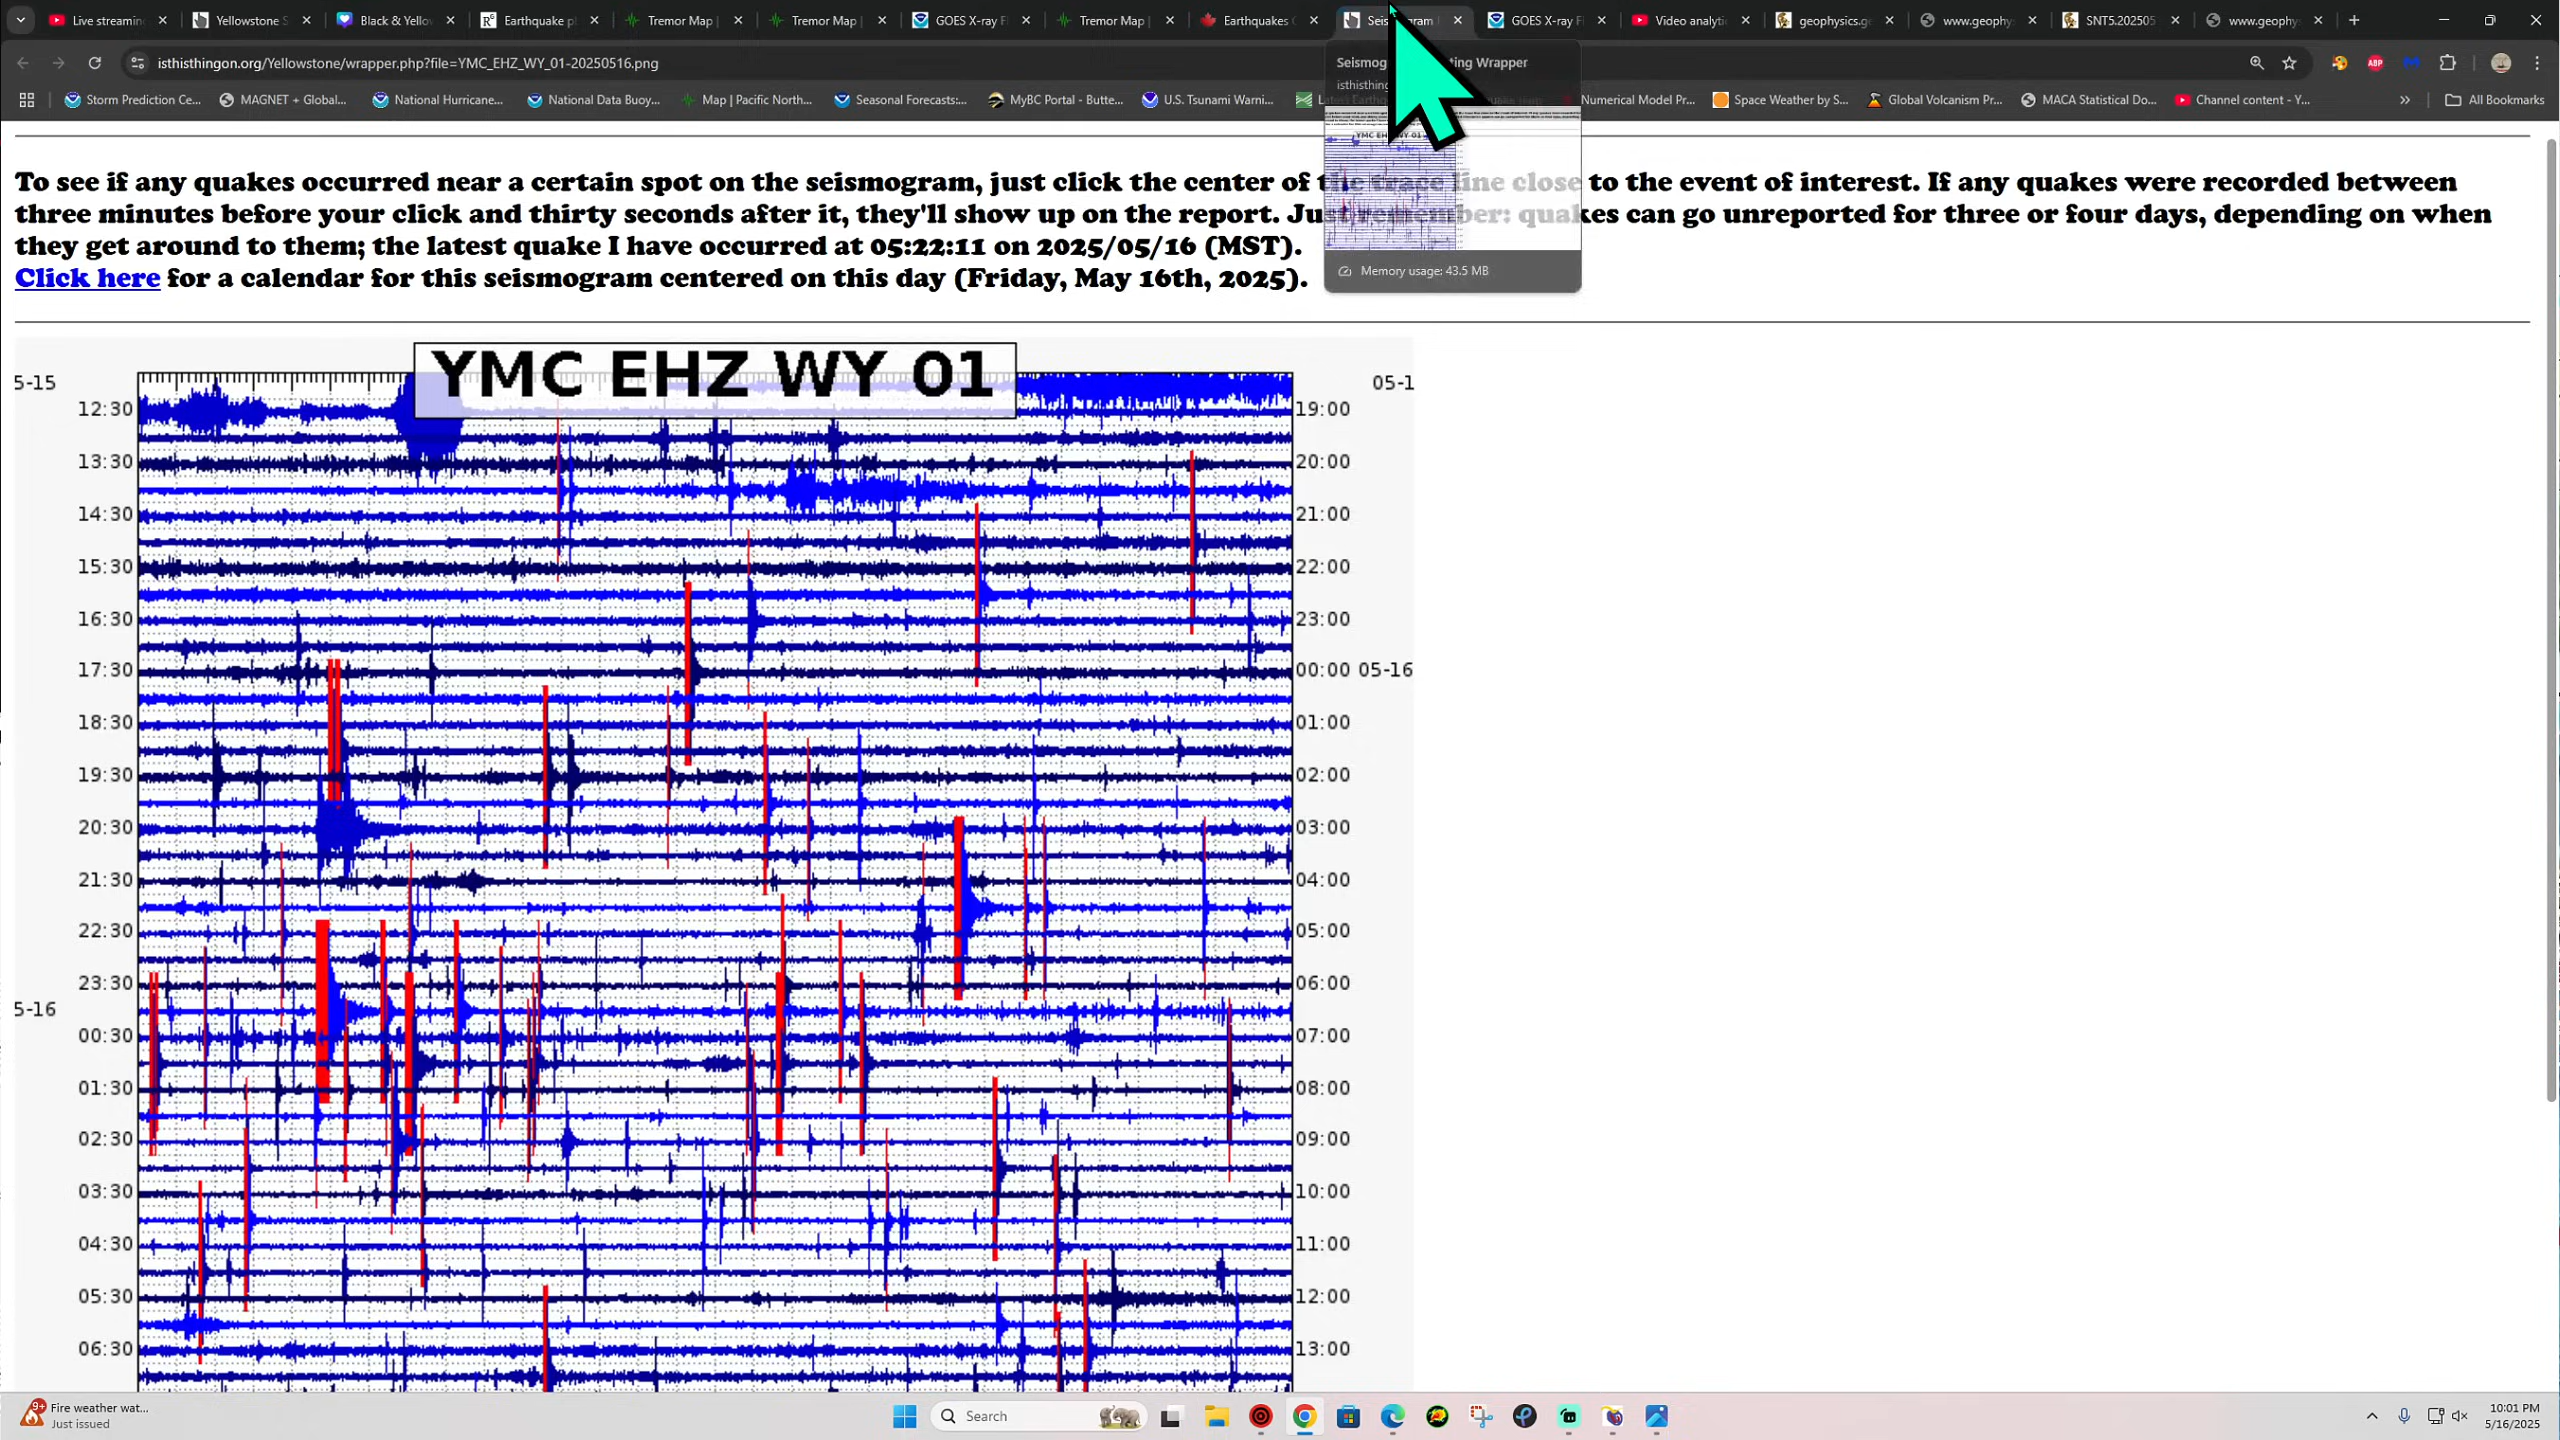 Live streaming
Yellowstone S
Black & Yello
Earthquake p
Tremor Map |
Tremor Map |
GOES X-ray F
Tremor Map |
Earthquakes C
Seismogram
GOES X-ray F
Video analyti
geophysics.ge
www.geophy
SNT5.202505
www.geophy
isthisthingon.org/Yellowstone/wrapper.php?file=YMC_EHZ_WY_01-20250516.png
Storm Prediction Ce...
MAGNET + Global...
National Hurricane...
National Data Buoy...
Map | Pacific North...
Seasonal Forecasts:...
MyBC Portal - Butte...
U.S. Tsunami Warni...
Numerical Model Pr...
Space Weather by S...
Global Volcanism Pr...
MACA Statistical Do...
Channel content - Y...
All Bookmarks
ting Wrapper
isthisthing
YMC EHZ WY 01
Memory usage: 43.5 MB
To see if any quakes occurred near a certain spot on the seismogram, just click the center of the trace line close to the event of interest. If any quakes were recorded between
three minutes before your click and thirty seconds after it, they'll show up on the report. Just remember: quakes can go unreported for three or four days, depending on when
they get around to them; the latest quake I have occurred at 05:22:11 on 2025/05/16 (MST).
Click here for a calendar for this seismogram centered on this day (Friday, May 16th, 2025).
YMC EHZ WY 01
5-15 05-1
12:30 19:00
13:30 20:00
14:30 21:00
15:30 22:00
16:30 23:00
17:30 00:00 05-16
18:30 01:00
19:30 02:00
20:30 03:00
21:30 04:00
22:30 05:00
23:30 06:00
5-16
00:30 07:00
01:30 08:00
02:30 09:00
03:30 10:00
04:30 11:00
05:30 12:00
06:30 13:00
9+
Fire weather wat...
Just issued
Search
10:01 PM
5/16/2025